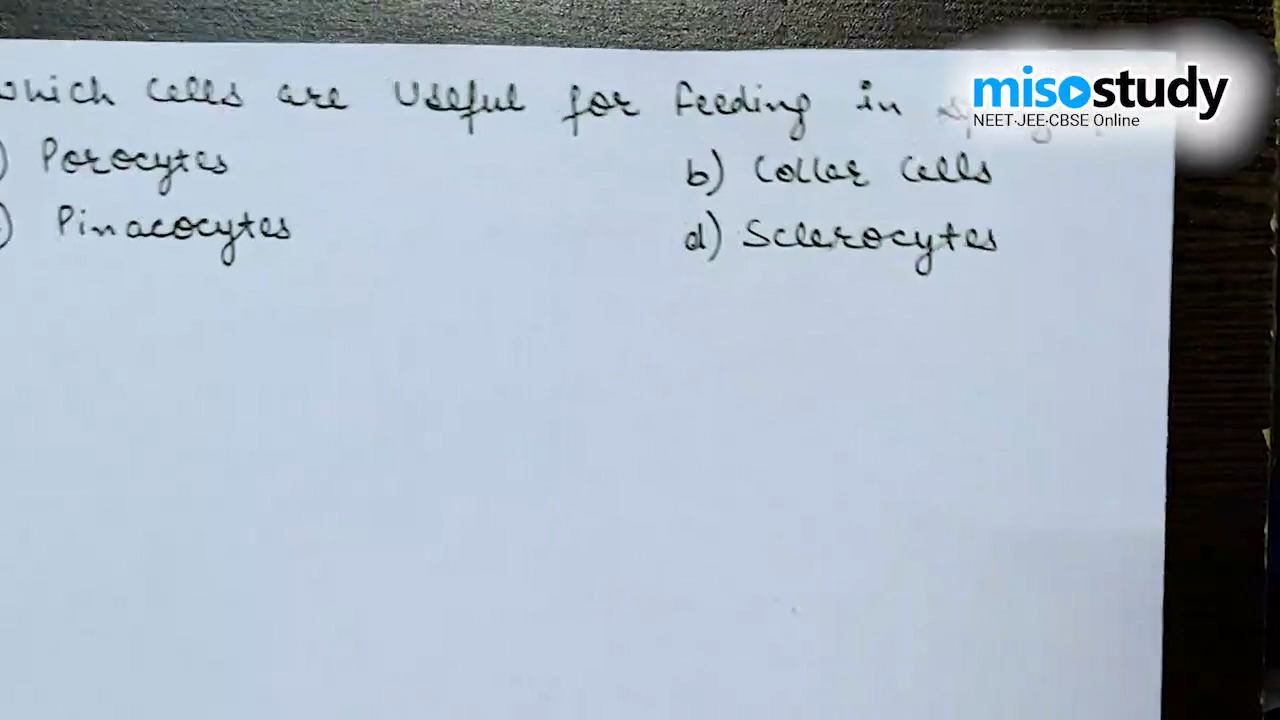 which cells are Useful for feeding in
misostudy
NEET-JEE-CBSE Online
) Porocytes b) Collar cells
) Pinacocytes d) Sclerocytes